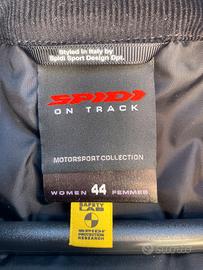 Styled in Italy by
Spidi Sport Design Dpt.
SPIDI
ON TRACK
MOTORSPORT COLLECTION
WOMEN 44 FEMMES
SAFETY
LAB
SPIDI
PROTECTION
RESEARCH
subito